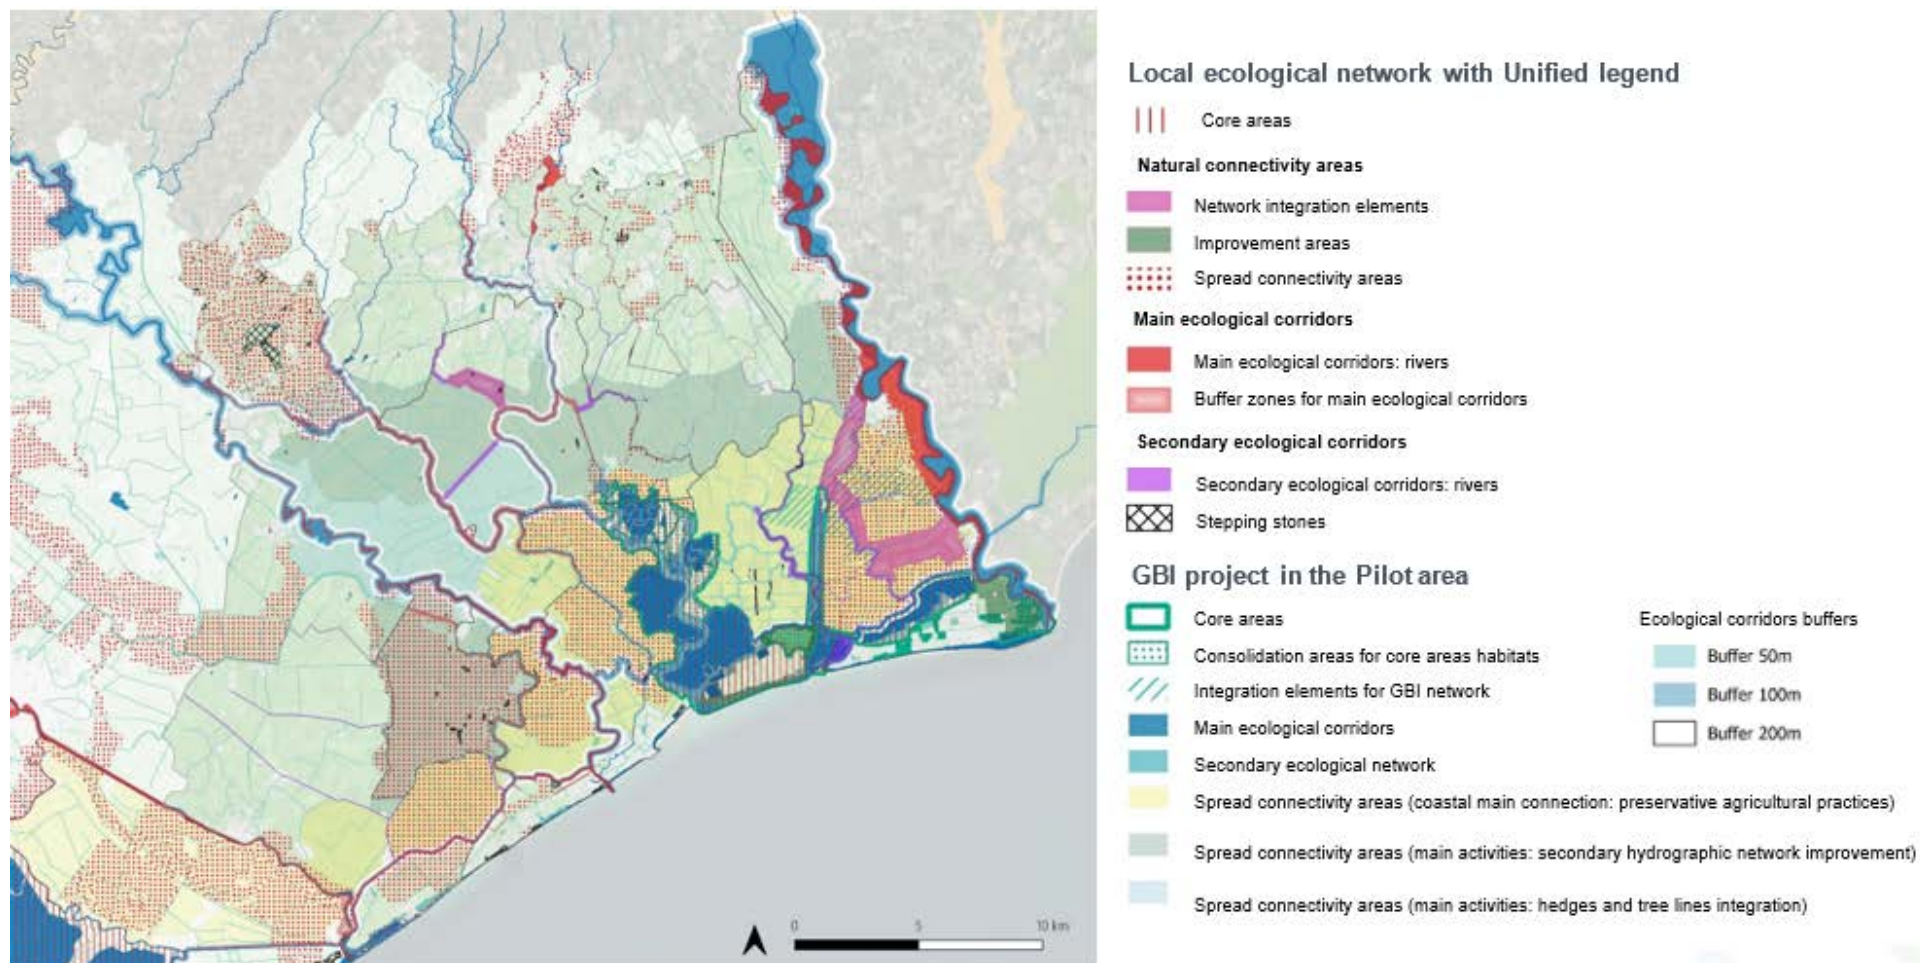 Local ecological network with Unified legend
Core areas
Natural connectivity areas
Network integration elements
Improvement areas
Spread connectivity areas
Main ecological corridors
Main ecological corridors: rivers
Buffer zones for main ecological corridors
Secondary ecological corridors
Secondary ecological corridors: rivers
Stepping stones
GBI project in the Pilot area
Core areas
Consolidation areas for core areas habitats
Integration elements for GBI network
Main ecological corridors
Secondary ecological network
Spread connectivity areas (coastal main connection: preservative agricultural practices)
Spread connectivity areas (main activities: secondary hydrographic network improvement)
Spread connectivity areas (main activities: hedges and tree lines integration)
Ecological corridors buffers
Buffer 50m
Buffer 100m
Buffer 200m
0 5 10 km